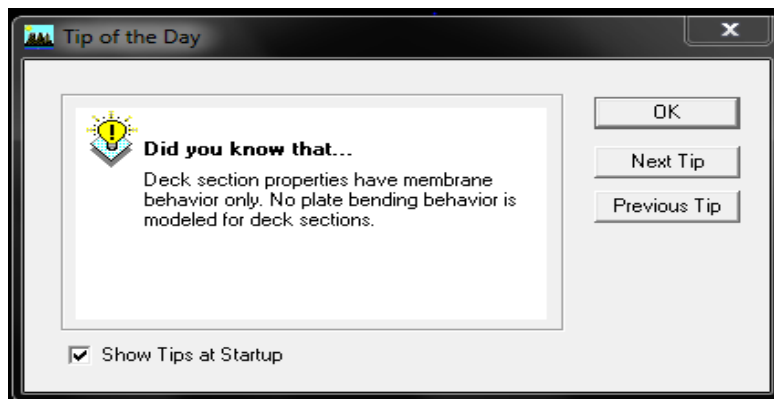 Tip of the Day
x
Did you know that...
Deck section properties have membrane
behavior only. No plate bending behavior is
modeled for deck sections.
OK
Next Tip
Previous Tip
Show Tips at Startup